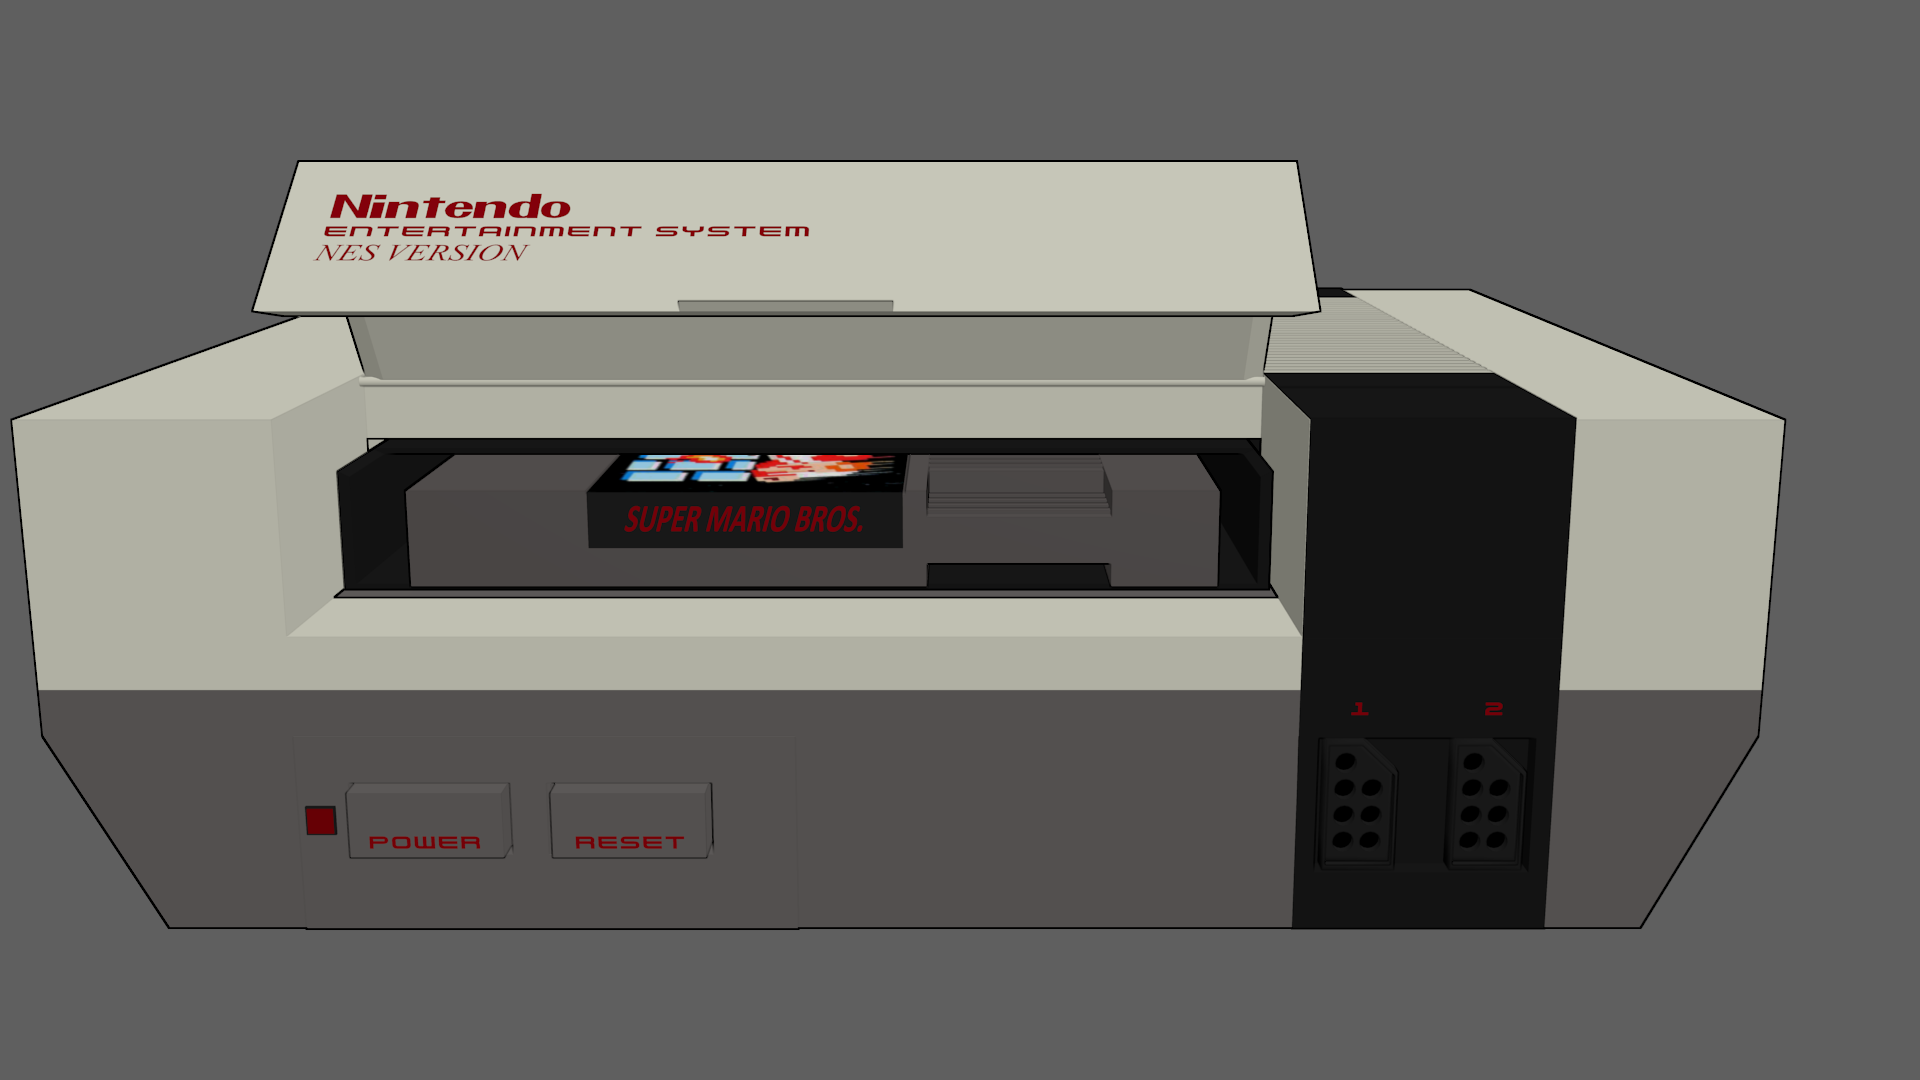 Nintendo
ENTERTAINMENT SYSTEM
NES VERSION
SUPER MARIO BROS.
1 2
POWER RESET